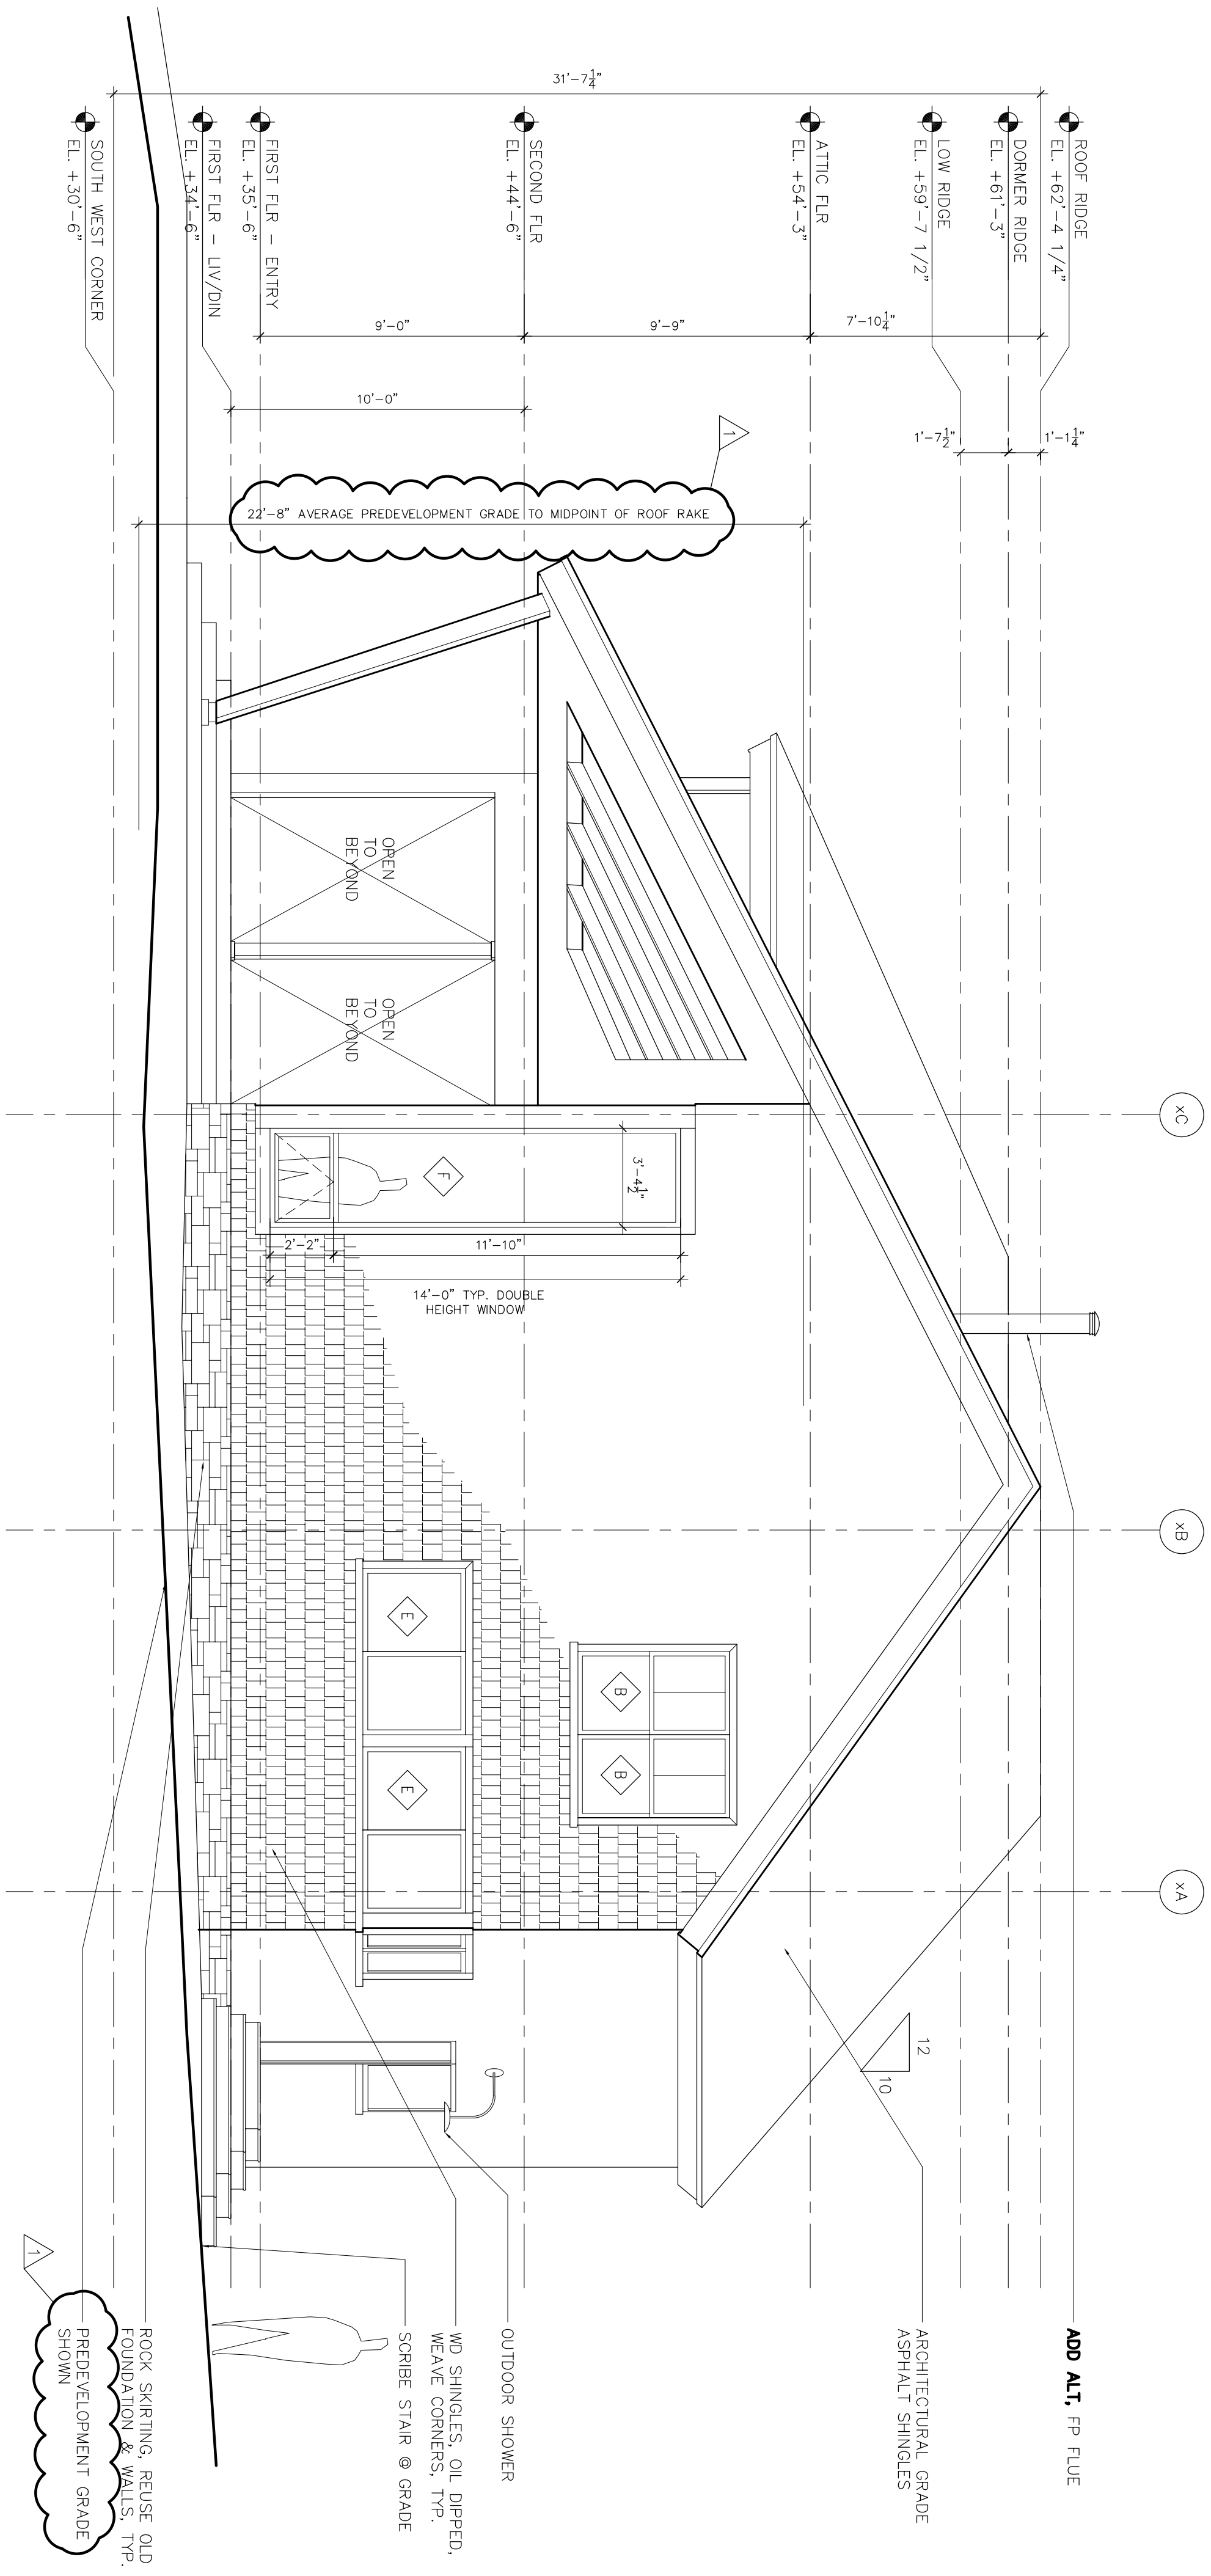 ROOF RIDGE
EL. +62'-4 1/4"
DORMER RIDGE
EL. +61'-3"
LOW RIDGE
EL. +59'-7 1/2"
ATTIC FLR
EL. +54'-3"
SECOND FLR
EL. +44'-6"
FIRST FLR - ENTRY
EL. +35'-6"
FIRST FLR - LIV/DIN
EL. +34'-6"
SOUTH WEST CORNER
EL. +30'-6"
31'-7 1/4"
7'-10 1/4"
9'-9"
9'-0"
10'-0"
1'-1 1/4"
1'-7 1/2"
1
22'-8" AVERAGE PREDEVELOPMENT GRADE TO MIDPOINT OF ROOF RAKE
OPEN
TO
BEYOND
OPEN
TO
BEYOND
xC
xB
xA
F
3'-4 1/2"
2'-2"
11'-10"
14'-0" TYP. DOUBLE
HEIGHT WINDOW
E
E
B
B
12
10
ADD ALT, FP FLUE
ARCHITECTURAL GRADE
ASPHALT SHINGLES
OUTDOOR SHOWER
WD SHINGLES, OIL DIPPED,
WEAVE CORNERS, TYP.
SCRIBE STAIR @ GRADE
ROCK SKIRTING, REUSE OLD
FOUNDATION & WALLS, TYP.
PREDEVELOPMENT GRADE
SHOWN
1